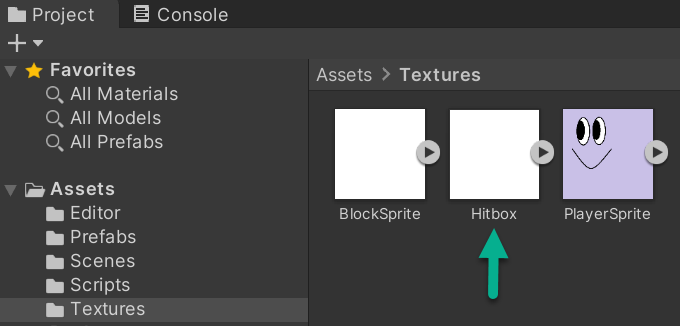 Project
Console
Favorites
All Materials
All Models
All Prefabs
Assets
Editor
Prefabs
Scenes
Scripts
Textures
Assets > Textures
BlockSprite
Hitbox
PlayerSprite